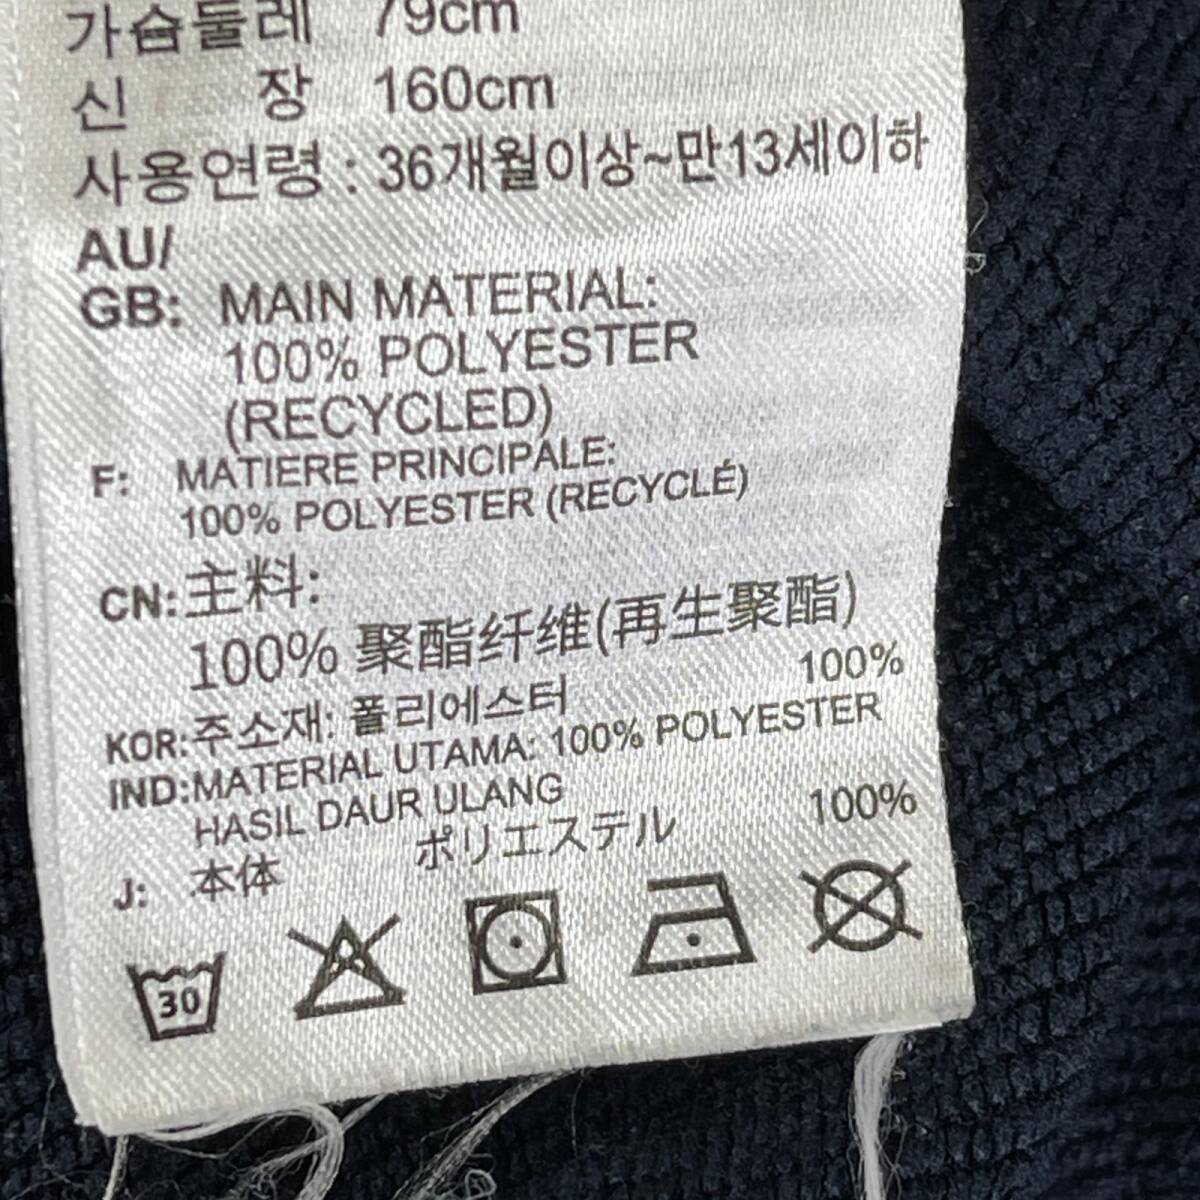 가슴둘레 79cm
신 장 160cm
사용연령 : 36개월이상~만13세이하
AU/
GB: MAIN MATERIAL:
100% POLYESTER
(RECYCLED)
F: MATIERE PRINCIPALE:
100% POLYESTER (RECYCLÉ)
CN: 主料:
100% 聚酯纤维(再生聚酯)
KOR: 주소재: 폴리에스터 100%
IND: MATERIAL UTAMA: 100% POLYESTER
HASIL DAUR ULANG
J: 本体 ポリエステル 100%
30